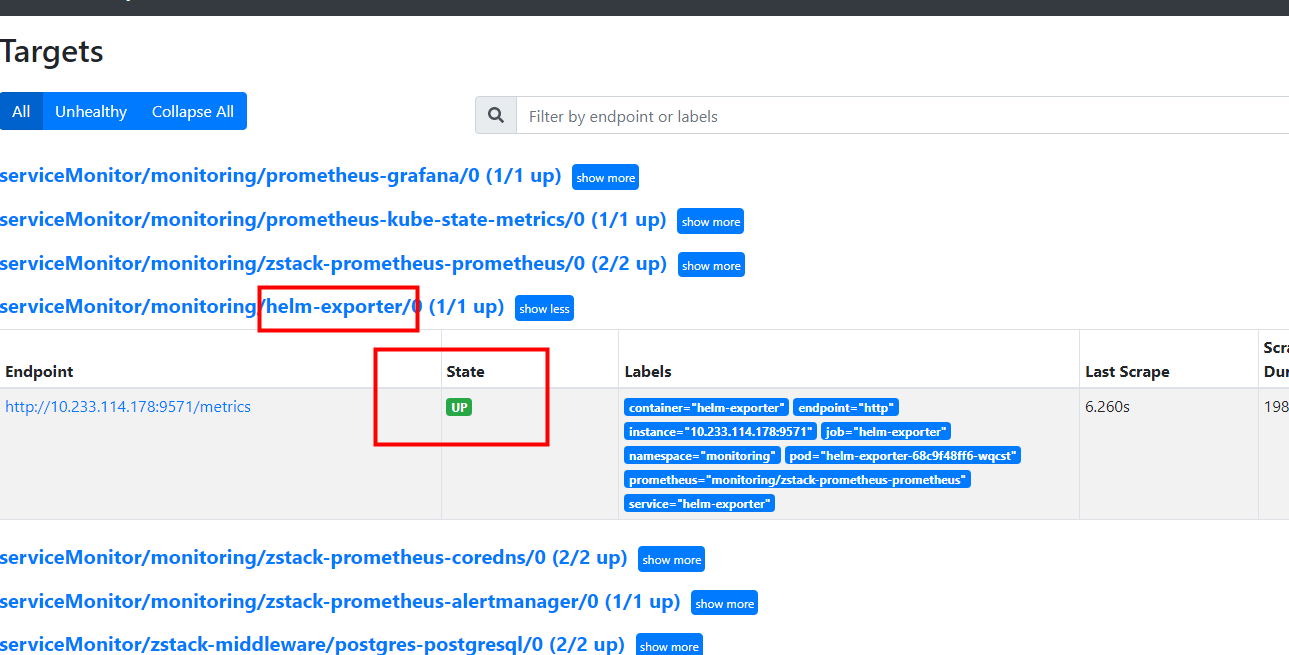 Targets
All Unhealthy Collapse All
Filter by endpoint or labels
serviceMonitor/monitoring/prometheus-grafana/0 (1/1 up) show more
serviceMonitor/monitoring/prometheus-kube-state-metrics/0 (1/1 up) show more
serviceMonitor/monitoring/zstack-prometheus-prometheus/0 (2/2 up) show more
serviceMonitor/monitoring/helm-exporter/0 (1/1 up) show less
Endpoint State Labels Last Scrape
http://10.233.114.178:9571/metrics UP container="helm-exporter" endpoint="http" 6.260s 198
instance="10.233.114.178:9571" job="helm-exporter"
namespace="monitoring" pod="helm-exporter-68c9f48ff6-wqcst"
prometheus="monitoring/zstack-prometheus-prometheus"
service="helm-exporter"
serviceMonitor/monitoring/zstack-prometheus-coredns/0 (2/2 up) show more
serviceMonitor/monitoring/zstack-prometheus-alertmanager/0 (1/1 up) show more
serviceMonitor/zstack-middleware/postgres-postgresql/0 (2/2 up) show more